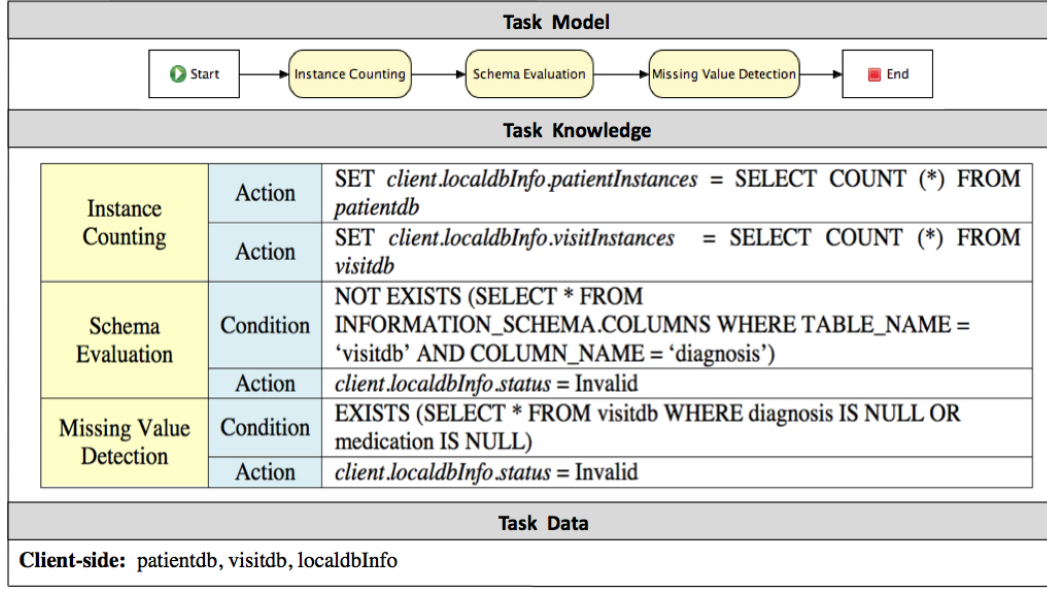 Task Model
Start
Instance Counting
Schema Evaluation
Missing Value Detection
End
Task Knowledge
Instance
Counting
Action
SET client.localdbInfo.patientInstances = SELECT COUNT (*) FROM
patientdb
Action
SET client.localdbInfo.visitInstances = SELECT COUNT (*) FROM
visitdb
Schema
Evaluation
Condition
NOT EXISTS (SELECT * FROM
INFORMATION_SCHEMA.COLUMNS WHERE TABLE_NAME =
‘visitdb’ AND COLUMN_NAME = ‘diagnosis’)
Action
client.localdbInfo.status = Invalid
Missing Value
Detection
Condition
EXISTS (SELECT * FROM visitdb WHERE diagnosis IS NULL OR
medication IS NULL)
Action
client.localdbInfo.status = Invalid
Task Data
Client-side: patientdb, visitdb, localdbInfo